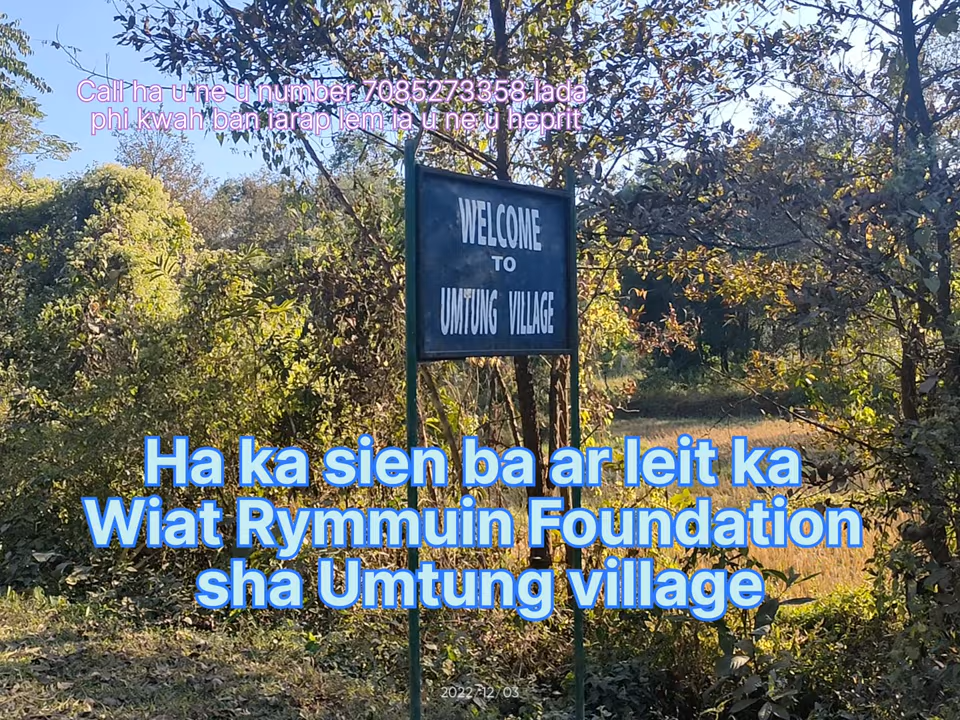 Call ha u ne u number 7085273358 lada
phi kwah ban iarap lem ia u ne u heprit
WELCOME
TO
UMTUNG VILLAGE
Ha ka sien ba ar leit ka
Wiat Rymmuin Foundation
sha Umtung village
2022/12/03